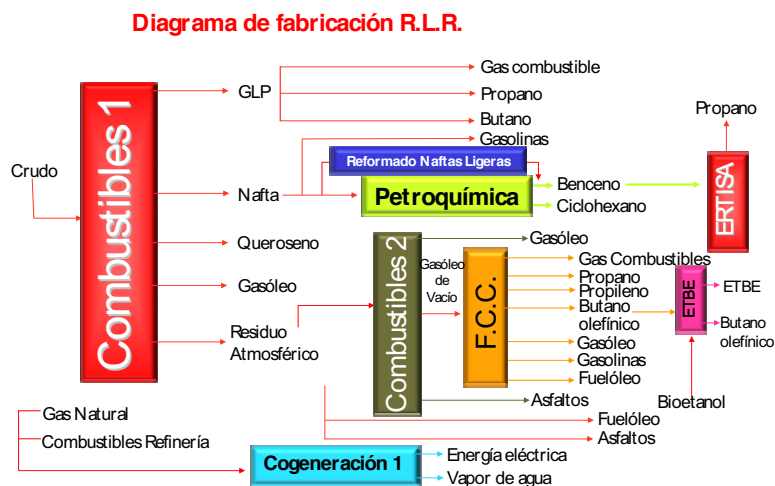 Diagrama de fabricación R.L.R.
Crudo
Combustibles 1
GLP
Gas combustible
Propano
Butano
Gasolinas
Nafta
Reformado Naftas Ligeras
Petroquímica
Benceno
Ciclohexano
Propano
ERTISA
Queroseno
Gasóleo
Residuo
Atmosférico
Combustibles 2
Gasóleo
Gasóleo
de
Vacío
F.C.C.
Gas Combustibles
Propano
Propileno
Butano
olefínico
Gasóleo
Gasolinas
Fuelóleo
ETBE
ETBE
Butano
olefínico
Bioetanol
Asfaltos
Fuelóleo
Asfaltos
Gas Natural
Combustibles Refinería
Cogeneración 1
Energía eléctrica
Vapor de agua